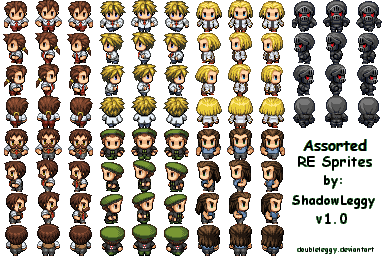 Assorted
RE Sprites
by:
ShadowLeggy
v1.0
doubleleggy.deviantart